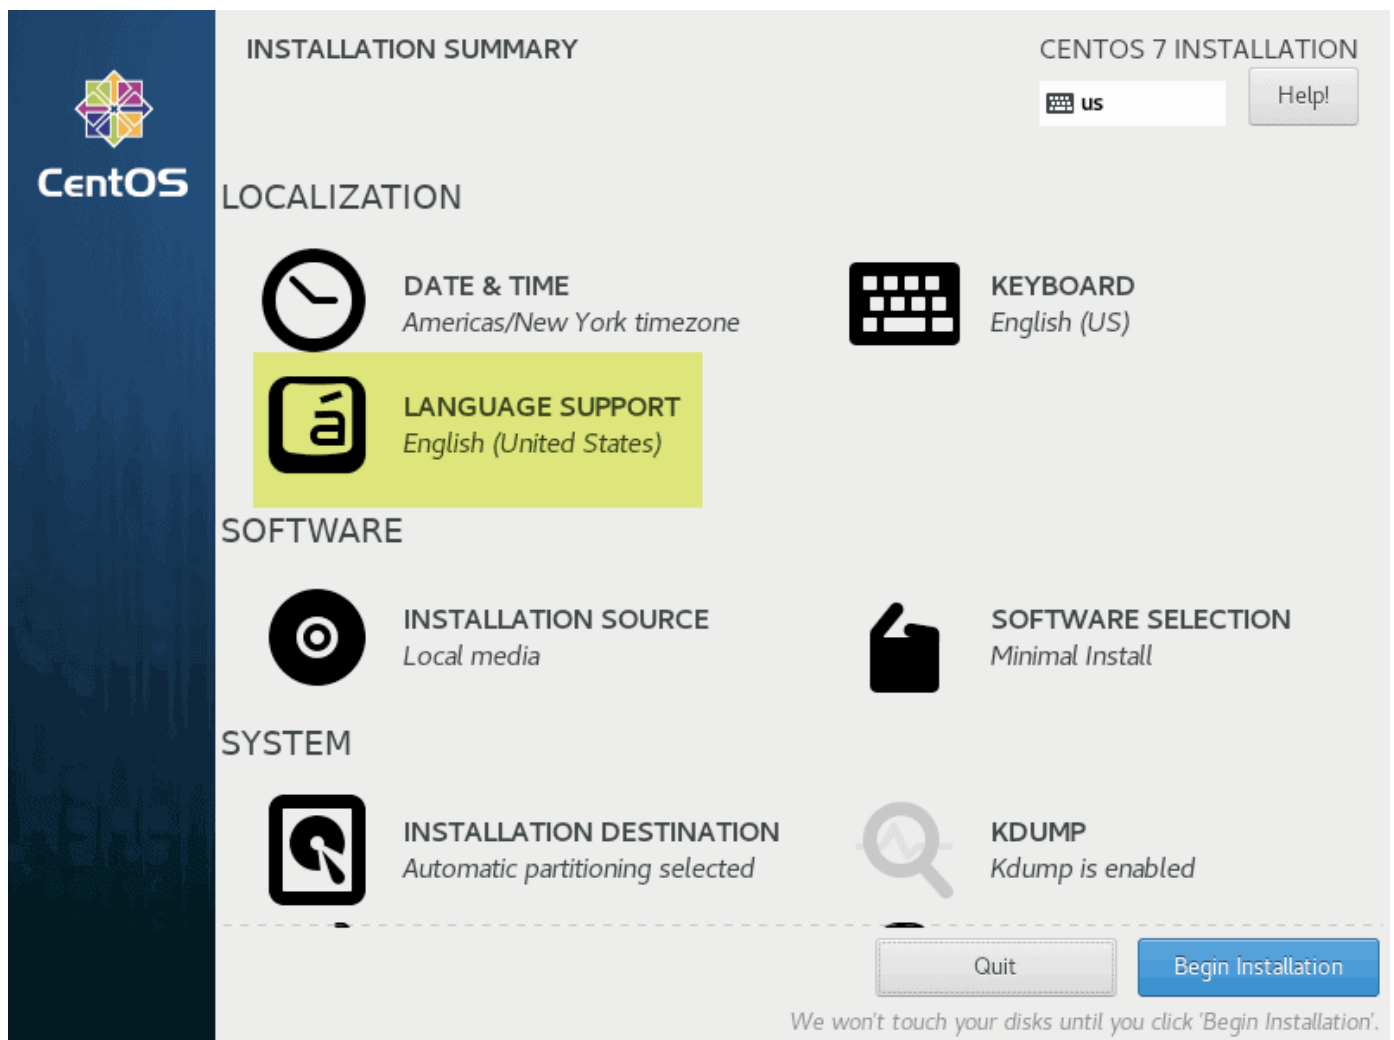 INSTALLATION SUMMARY
CENTOS 7 INSTALLATION
us
Help!
CentOS
LOCALIZATION
DATE & TIME
Americas/New York timezone
KEYBOARD
English (US)
á
LANGUAGE SUPPORT
English (United States)
SOFTWARE
INSTALLATION SOURCE
Local media
SOFTWARE SELECTION
Minimal Install
SYSTEM
INSTALLATION DESTINATION
Automatic partitioning selected
KDUMP
Kdump is enabled
Quit
Begin Installation
We won't touch your disks until you click 'Begin Installation'.